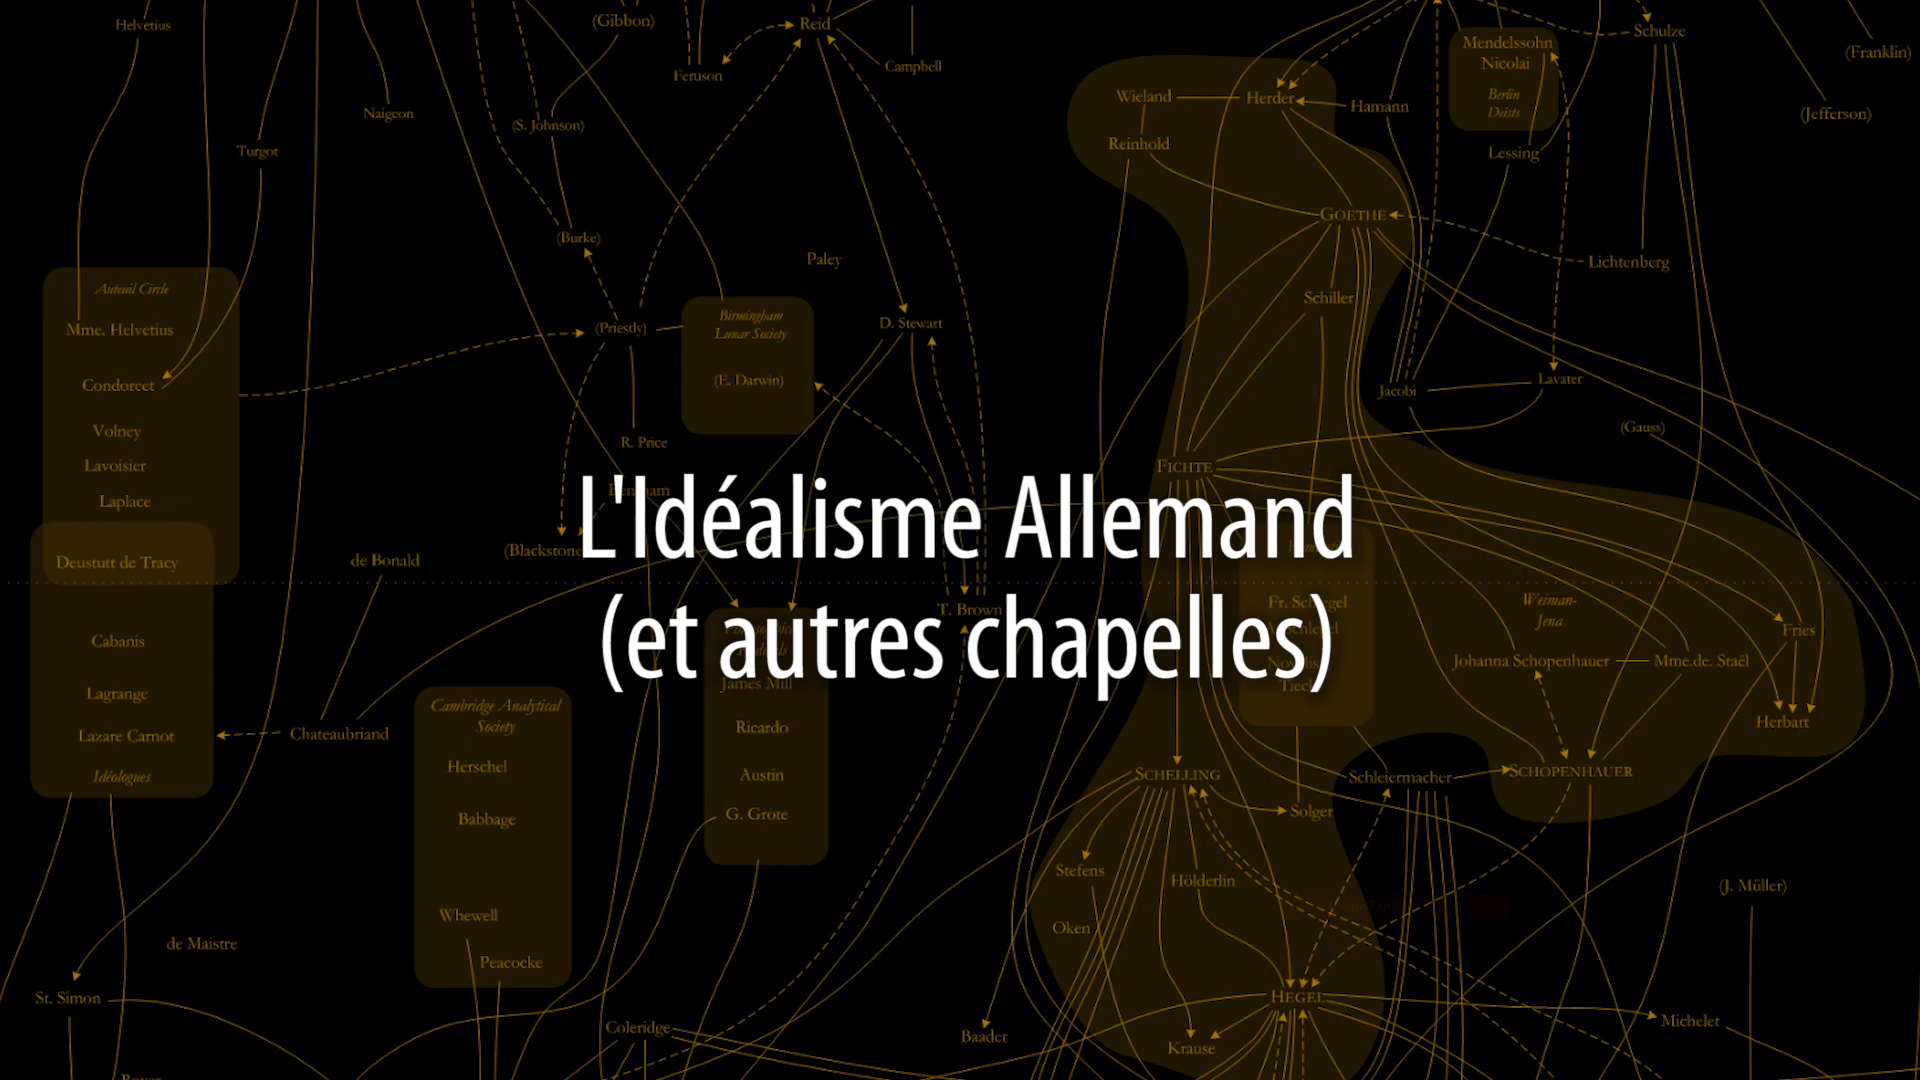 Helvetius
(Gibbon)
Reid
Schulze
Mendelssohn
Nicolai
Berlin
Deists
(Franklin)
Feruson
Campbell
Wieland
Herder
Hamann
Naigeon
(S. Johnson)
(Jefferson)
Turgot
Reinhold
Lessing
GOETHE
(Burke)
Paley
Lichtenberg
Auteuil Circle
Mme. Helvetius
Condorcet
Volney
Lavoisier
Laplace
Schiller
(Priestly)
Birmingham
Lunar Society
(E. Darwin)
D. Stewart
Jacobi
Lavater
(Gauss)
R. Price
FICHTE
L'Idéalisme Allemand
(et autres chapelles)
(Blackstone
Deustutt de Tracy
Cabanis
Lagrange
Lazare Carnot
Idéologues
de Bonald
Chateaubriand
T. Brown
James Mill
Ricardo
Austin
G. Grote
Weiman-
Jena
Fries
Johanna Schopenhauer
Mme.de. Staël
Herbart
Cambridge Analytical
Society
Herschel
Babbage
Whewell
Peacocke
SCHELLING
Schleiermacher
SCHOPENHAUER
Solger
Stefens
Hölderlin
(J. Müller)
Oken
de Maistre
St. Simon
HEGEL
Coleridge
Baader
Krause
Michelet